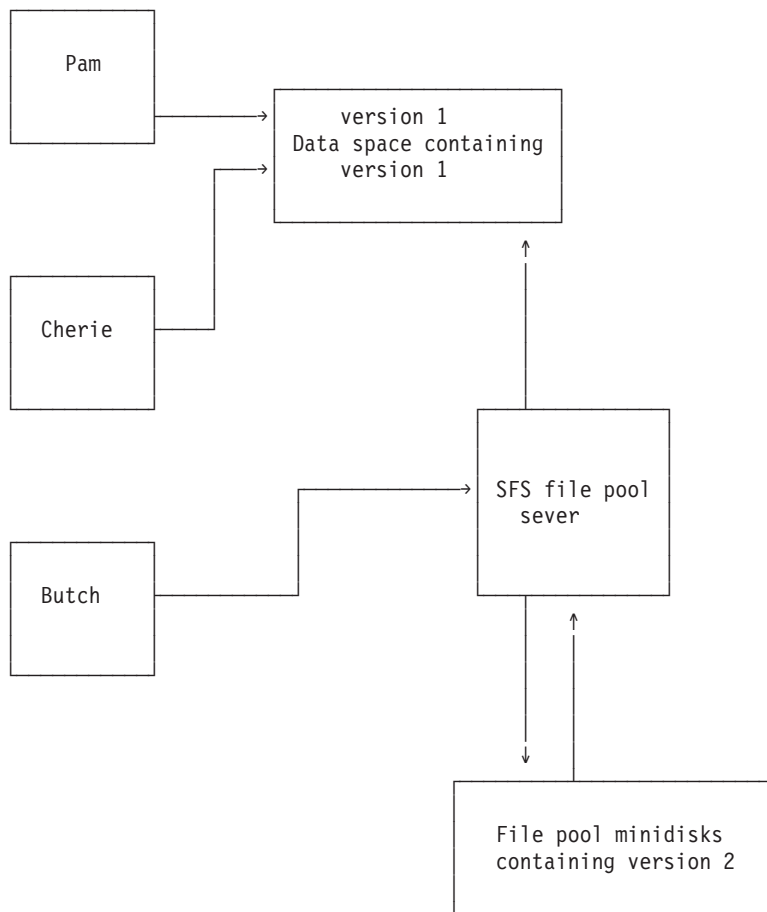 Pam
version 1
Data space containing
version 1
Cherie
SFS file pool
sever
Butch
File pool minidisks
containing version 2